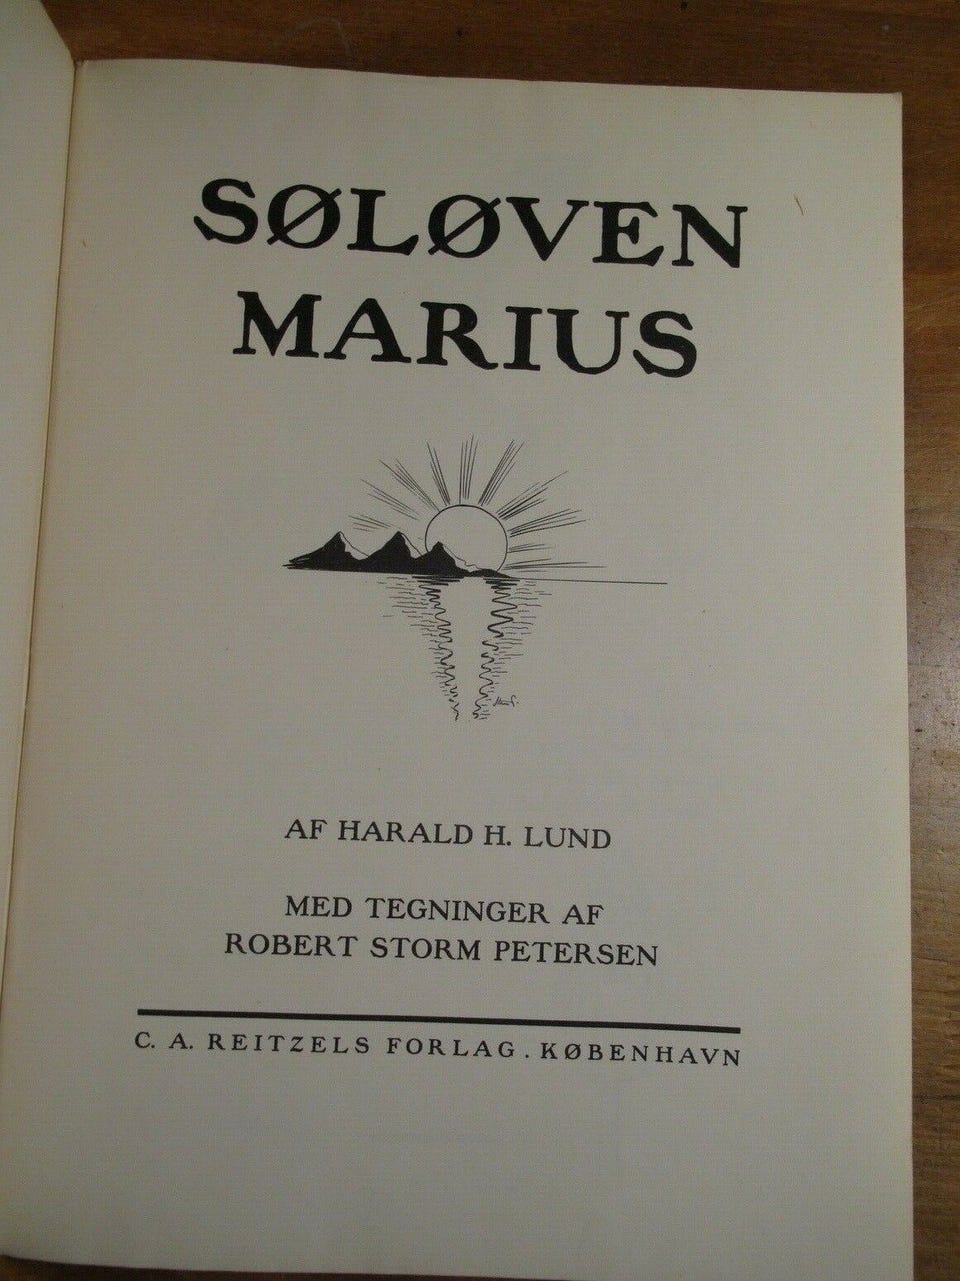 SØLØVEN
MARIUS
AF HARALD H. LUND
MED TEGNINGER AF
ROBERT STORM PETERSEN
C. A. REITZELS FORLAG . KØBENHAVN